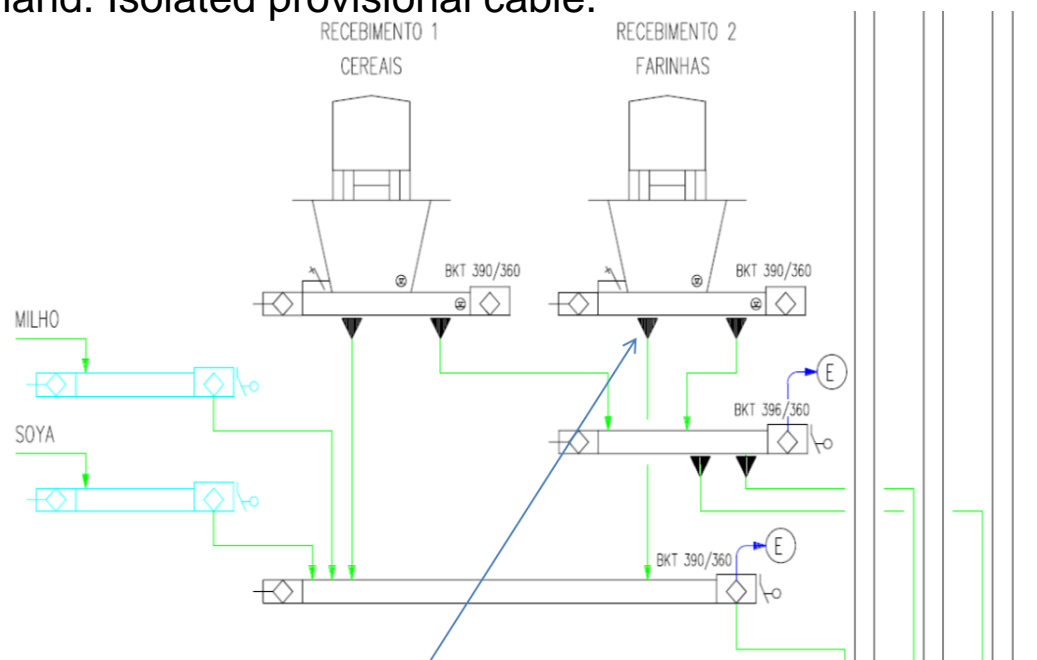 hand. Isolated provisional cable.
RECEBIMENTO 1
CEREAIS
RECEBIMENTO 2
FARINHAS
BKT 390/360
BKT 390/360
MILHO
E
BKT 396/360
SOYA
E
BKT 390/360